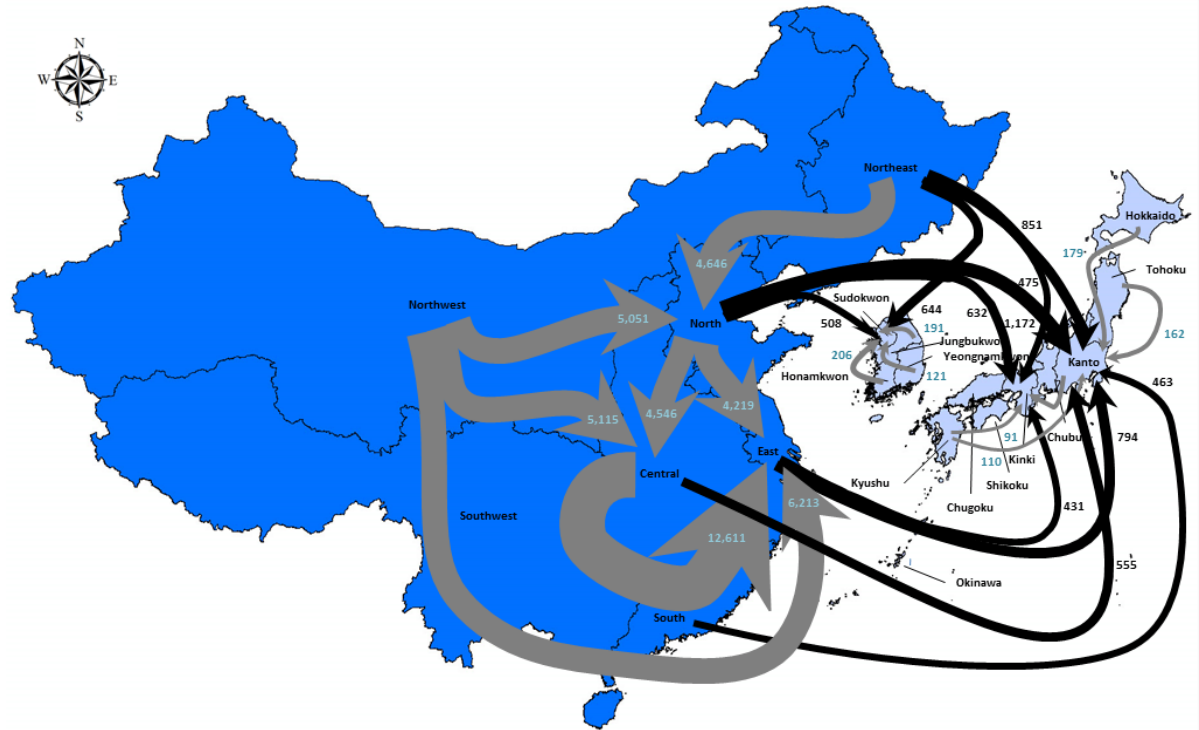 N
W E
S
Northeast
Hokkaido
851
179
Tohoku
4,646
475
Sudokwon
Northwest
644
632
1,172
5,051
North
508
191
162
Jungbukwon
206
Yeongnamkwon
Kanto
Honamkwon
121
463
4,546
4,219
5,115
91
Chubu
794
East
110
Kinki
Central
Kyushu
Shikoku
6,213
Chugoku
431
Southwest
12,611
555
Okinawa
South